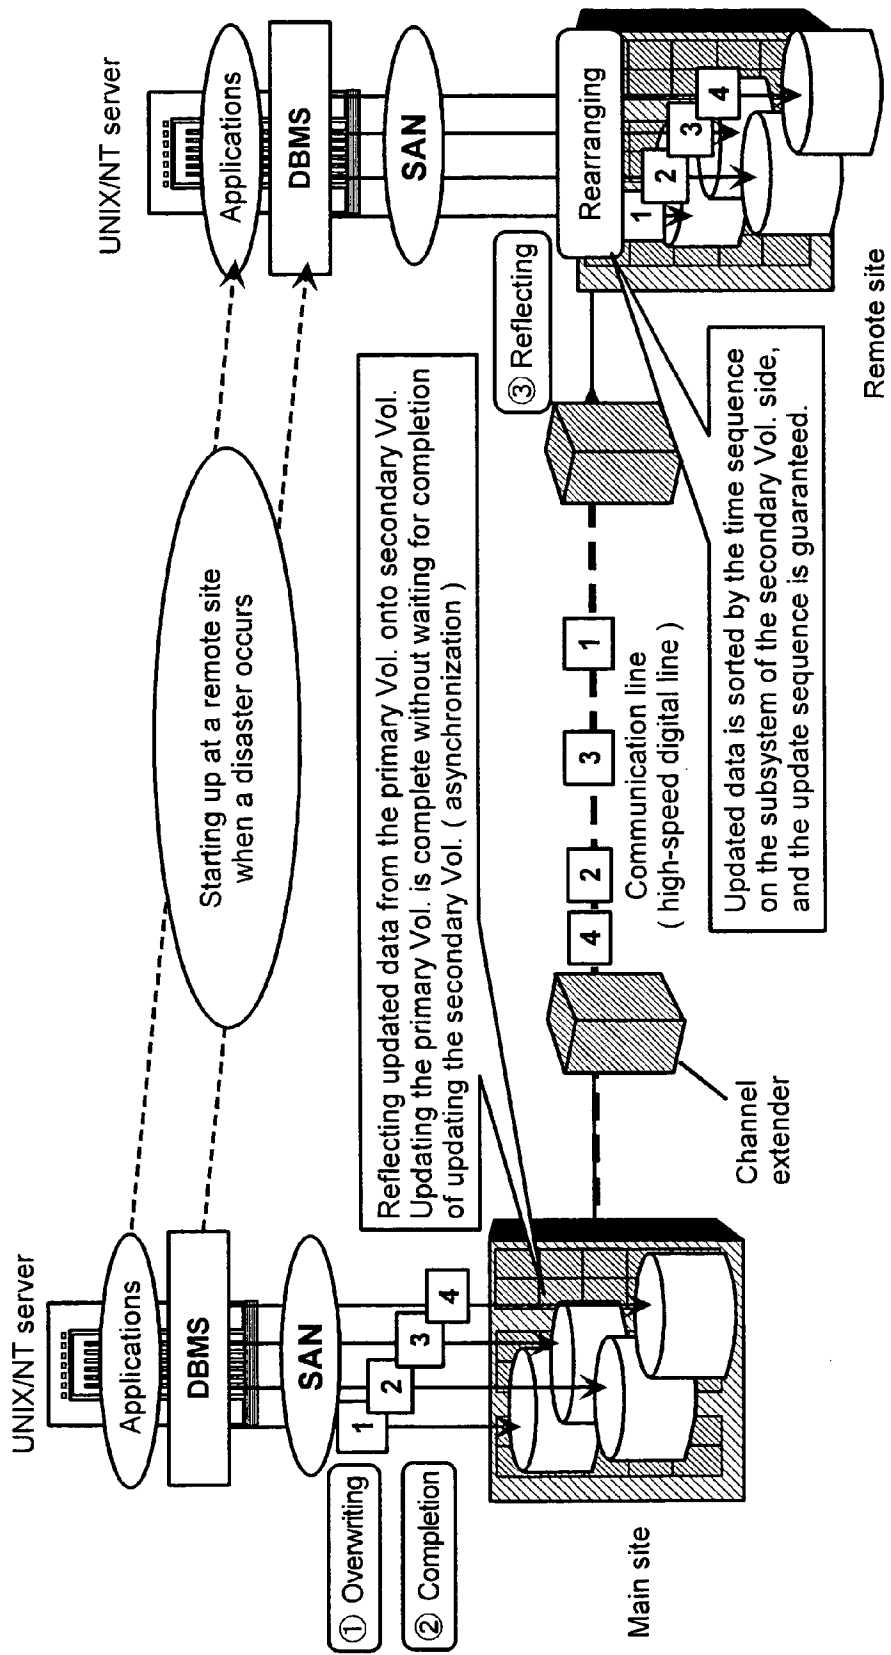 UNIX/NT server
Applications
DBMS
SAN
1
2
3
4
① Overwriting
② Completion
Main site
Starting up at a remote site
when a disaster occurs
Reflecting updated data from the primary Vol. onto secondary Vol.
Updating the primary Vol. is complete without waiting for completion
of updating the secondary Vol. ( asynchronization )
Channel
extender
4
2
3
1
Communication line
( high-speed digital line )
UNIX/NT server
Applications
DBMS
SAN
③ Reflecting
Rearranging
1
2
3
4
Updated data is sorted by the time sequence
on the subsystem of the secondary Vol. side,
and the update sequence is guaranteed.
Remote site